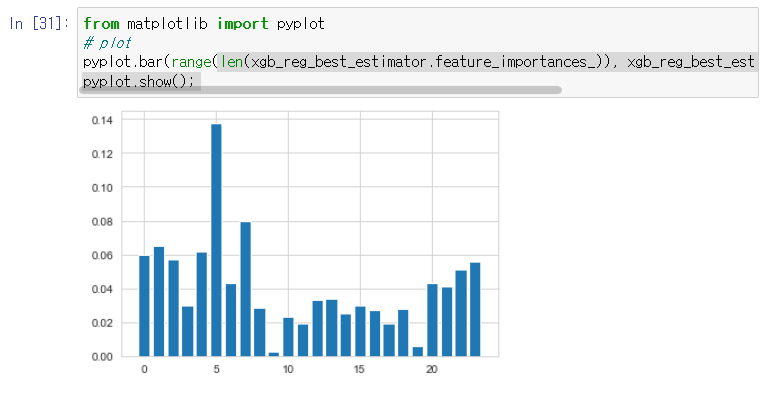 In [31]:
from matplotlib import pyplot
# plot
pyplot.bar(range(len(xgb_reg_best_estimator.feature_importances_)), xgb_reg_best_est
pyplot.show();
0.14
0.12
0.10
0.08
0.06
0.04
0.02
0.00
0 5 10 15 20